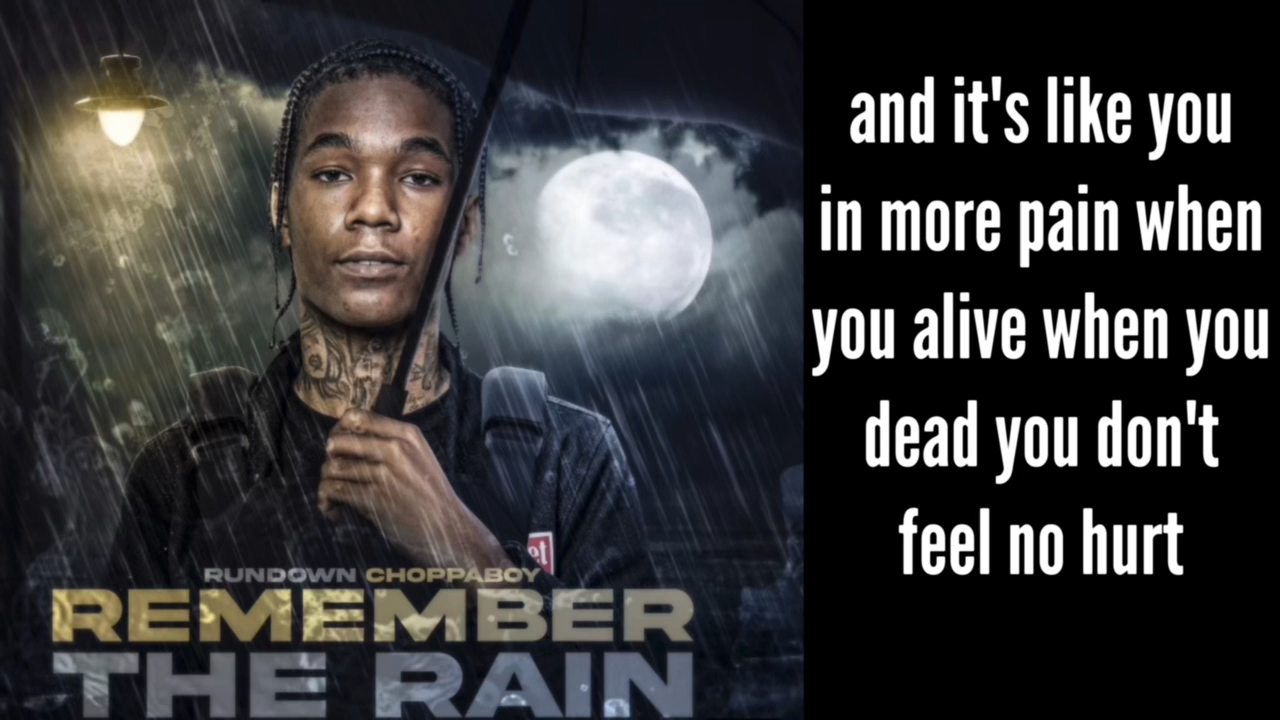 RUNDOWN CHOPPABOY
REMEMBER
THE RAIN
and it's like you
in more pain when
you alive when you
dead you don't
feel no hurt